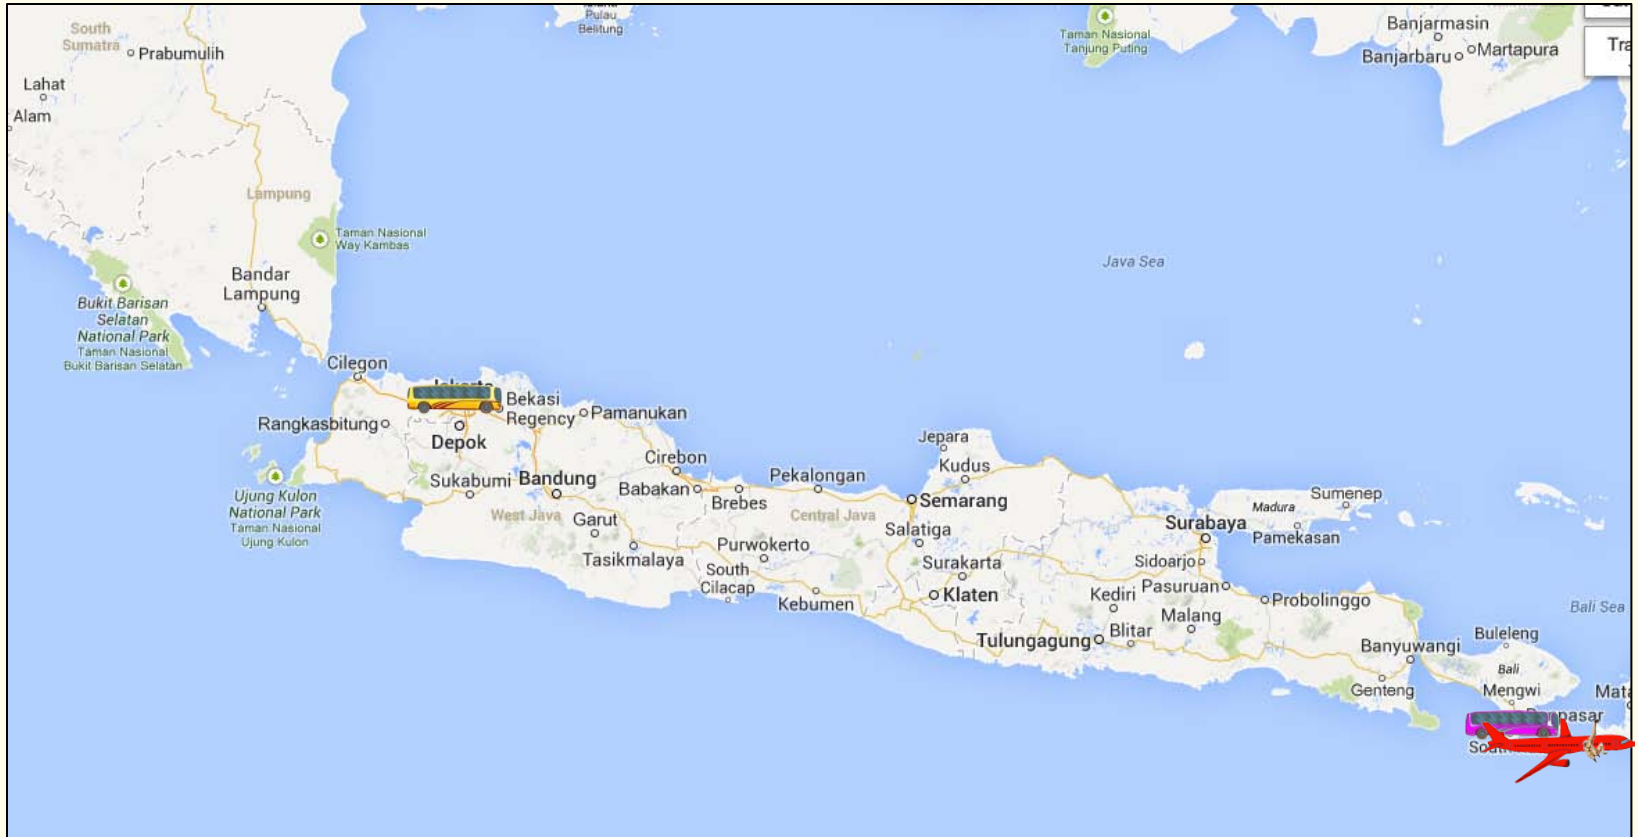 South
Sumatra
Prabumulih
Lahat
Alam
Pulau
Belitung
Taman Nasional
Tanjung Puting
Banjarmasin
Banjarbaru
Martapura
Tra
Lampung
Taman Nasional
Way Kambas
Bandar
Lampung
Bukit Barisan
Selatan
National Park
Taman Nasional
Bukit Barisan Selatan
Java Sea
Cilegon
Bekasi
Regency
Pamanukan
Rangkasbitung
Depok
Jepara
Kudus
Cirebon
Sukabumi
Bandung
Babakan
Brebes
Pekalongan
Semarang
Ujung Kulon
National Park
Taman Nasional
Ujung Kulon
West Java
Garut
Tasikmalaya
Central Java
Salatiga
Purwokerto
South
Cilacap
Kebumen
Surakarta
Klaten
Surabaya
Madura
Sumenep
Pamekasan
Sidoarjo
Pasuruan
Probolinggo
Kediri
Malang
Tulungagung
Blitar
Bali Sea
Banyuwangi
Genteng
Buleleng
Bali
Mengwi
Mata